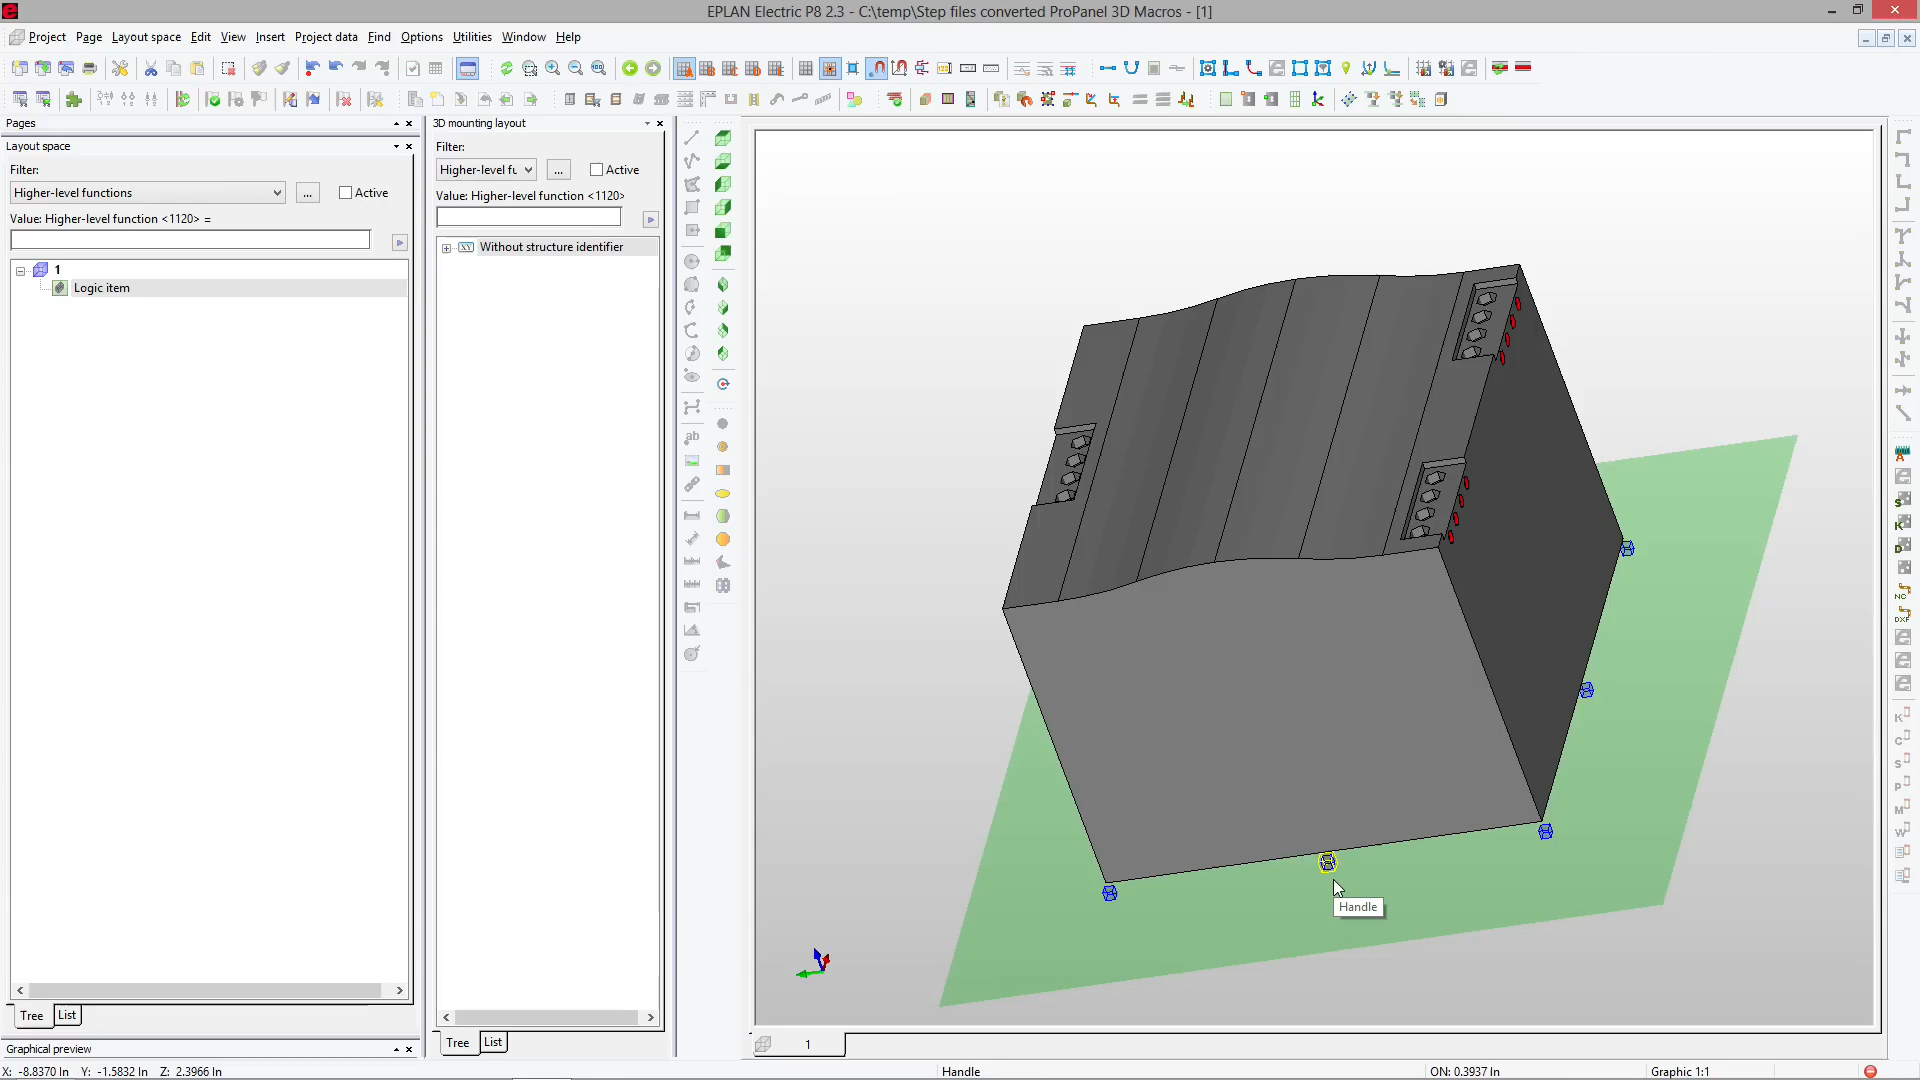 EPLAN Electric P8 2.3 - C:\temp\Step files converted ProPanel 3D Macros - [1]
Project Page Layout space Edit View Insert Project data Find Options Utilities Window Help
Pages
Layout space
Filter:
Higher-level functions
...
Active
Value: Higher-level function <1120> =
1
Logic item
Tree
List
Graphical preview
3D mounting layout
Filter:
Higher-level fu
...
Active
Value: Higher-level function <1120>
Without structure identifier
Tree
List
ab
Handle
A
S
K
D
NC
DXF
K
C
S
P
M
W
1
X: -8.8370 In Y: -1.5832 In Z: 2.3966 In
Handle
ON: 0.3937 In
Graphic 1:1